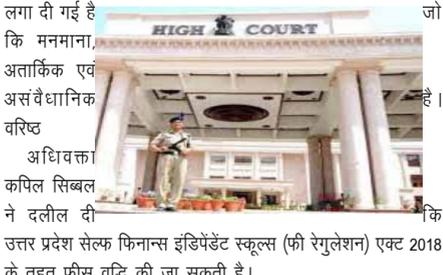 लगा दी गई है जो
कि मनमाना,
अतार्किक एवं
असंवैधानिक है।
वरिष्ठ
अधिवक्ता
कपिल सिब्बल
ने दलील दी कि
उत्तर प्रदेश सेल्फ फिनान्स इंडिपेंडेंट स्कूल्स (फी रेगुलेशन) एक्ट 2018
के तहत फीस वृद्धि की जा सकती है।
HIGH COURT